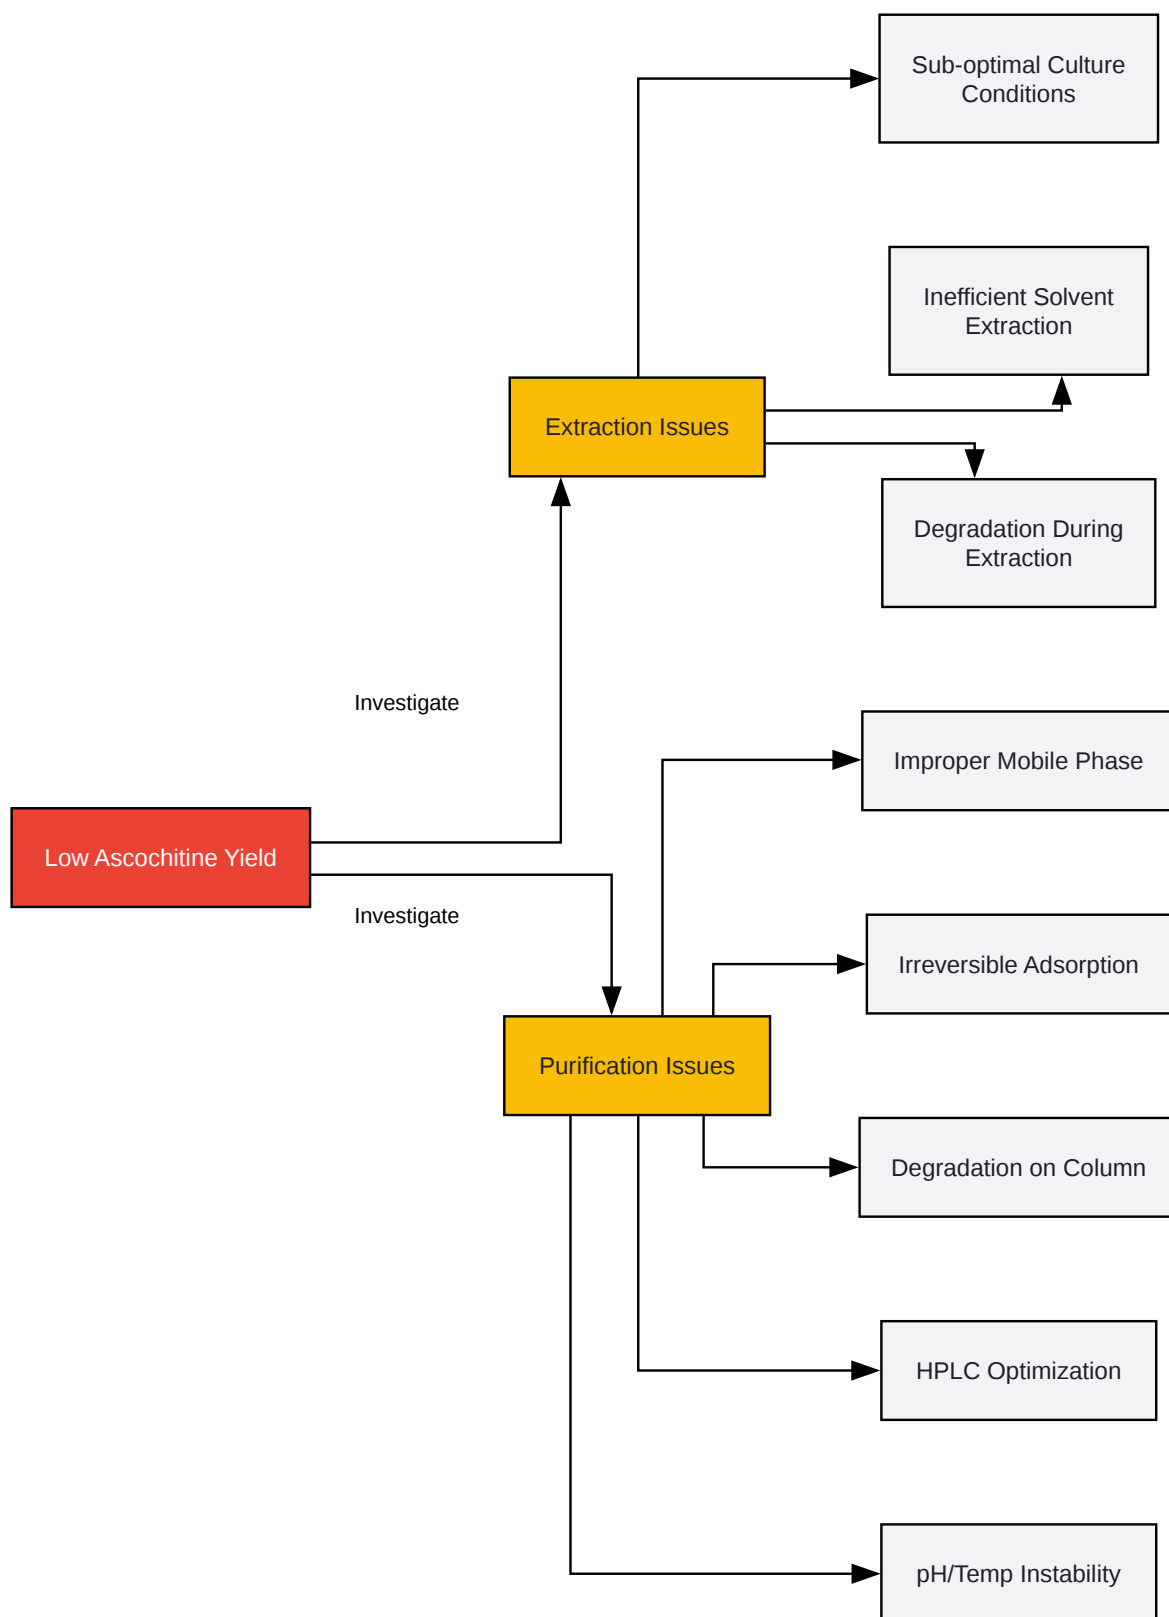 Sub-optimal Culture
Conditions
Inefficient Solvent
Extraction
Extraction Issues
Degradation During
Extraction
Investigate
Improper Mobile Phase
Low Ascochitine Yield
Investigate
Irreversible Adsorption
Purification Issues
Degradation on Column
HPLC Optimization
pH/Temp Instability